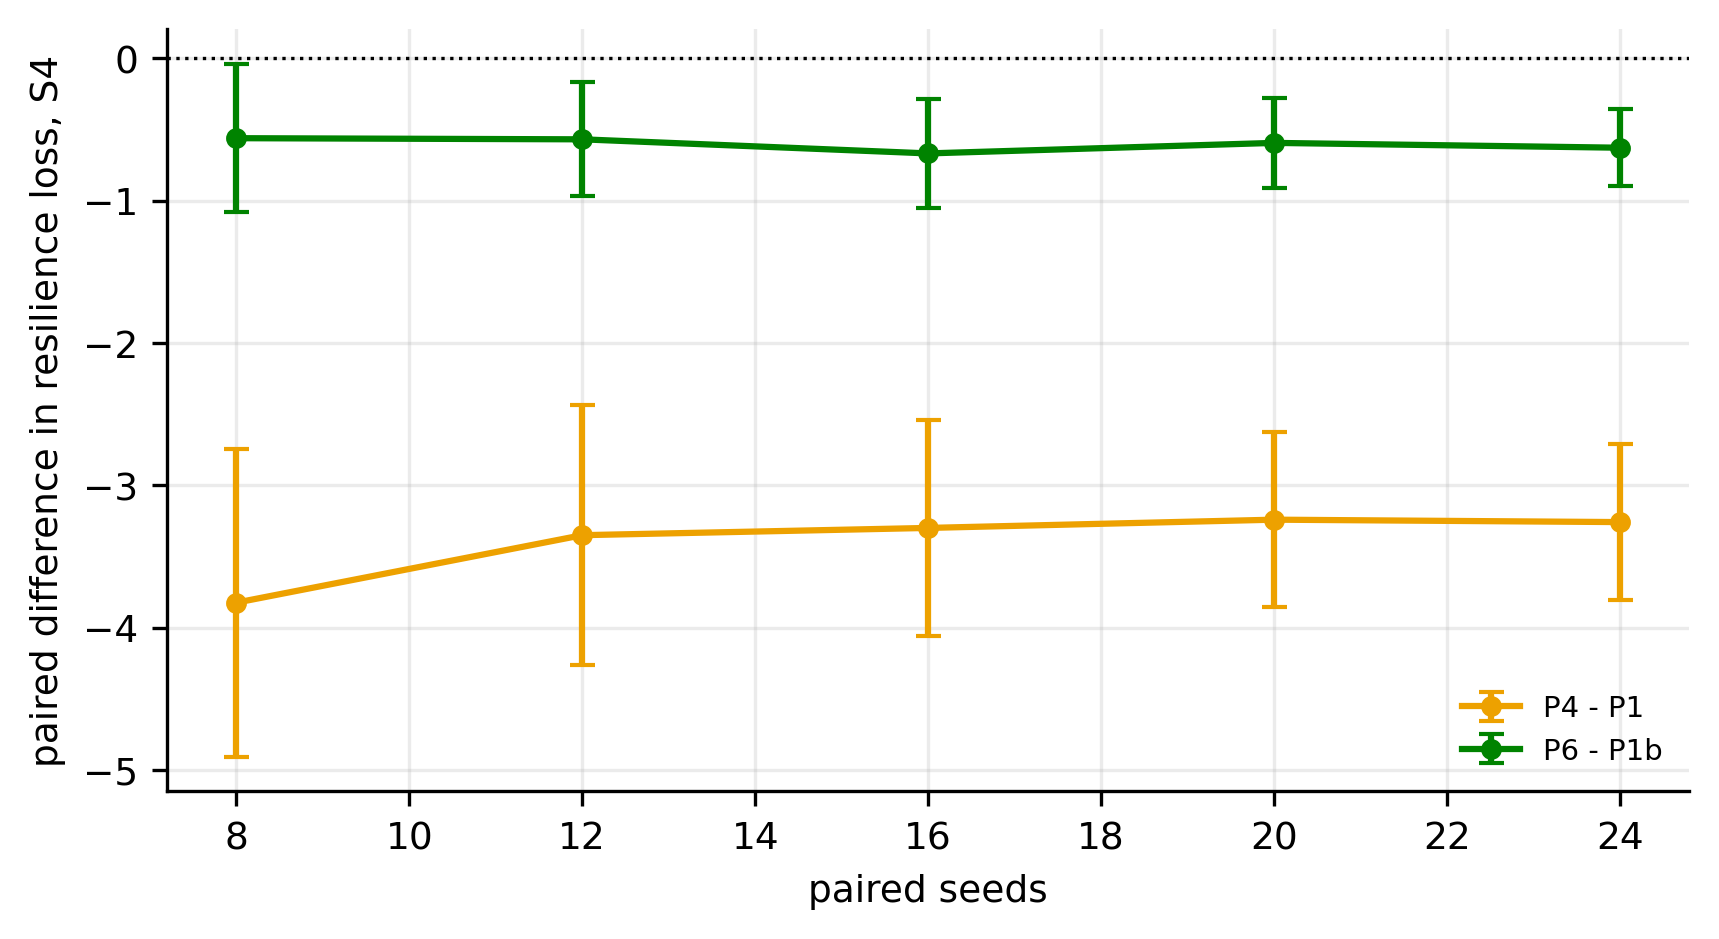 paired difference in resilience loss, S4
0
−1
−2
−3
−4
−5
8 10 12 14 16 18 20 22 24
paired seeds
P4 - P1
P6 - P1b